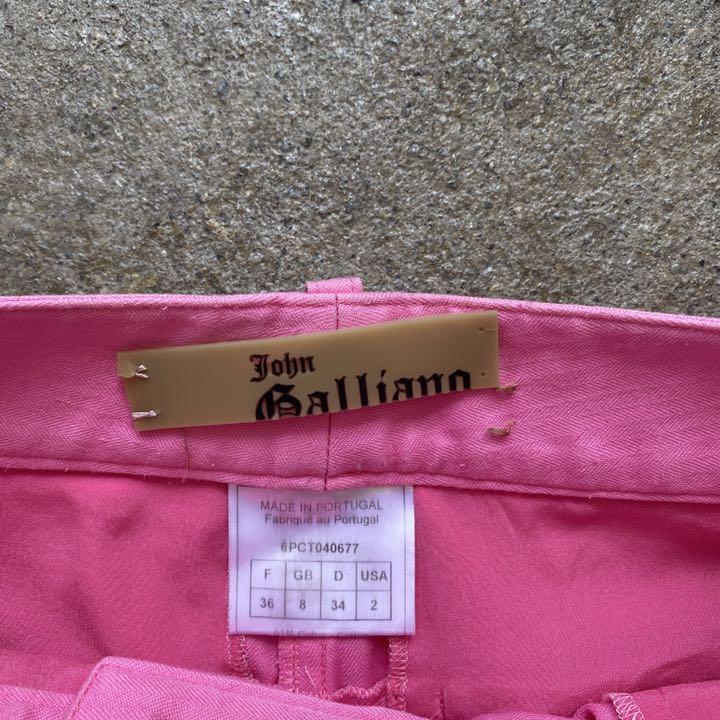 John
Galliano
MADE IN PORTUGAL
Fabriqué au Portugal
6PCT040677
F GB D USA
36 8 34 2